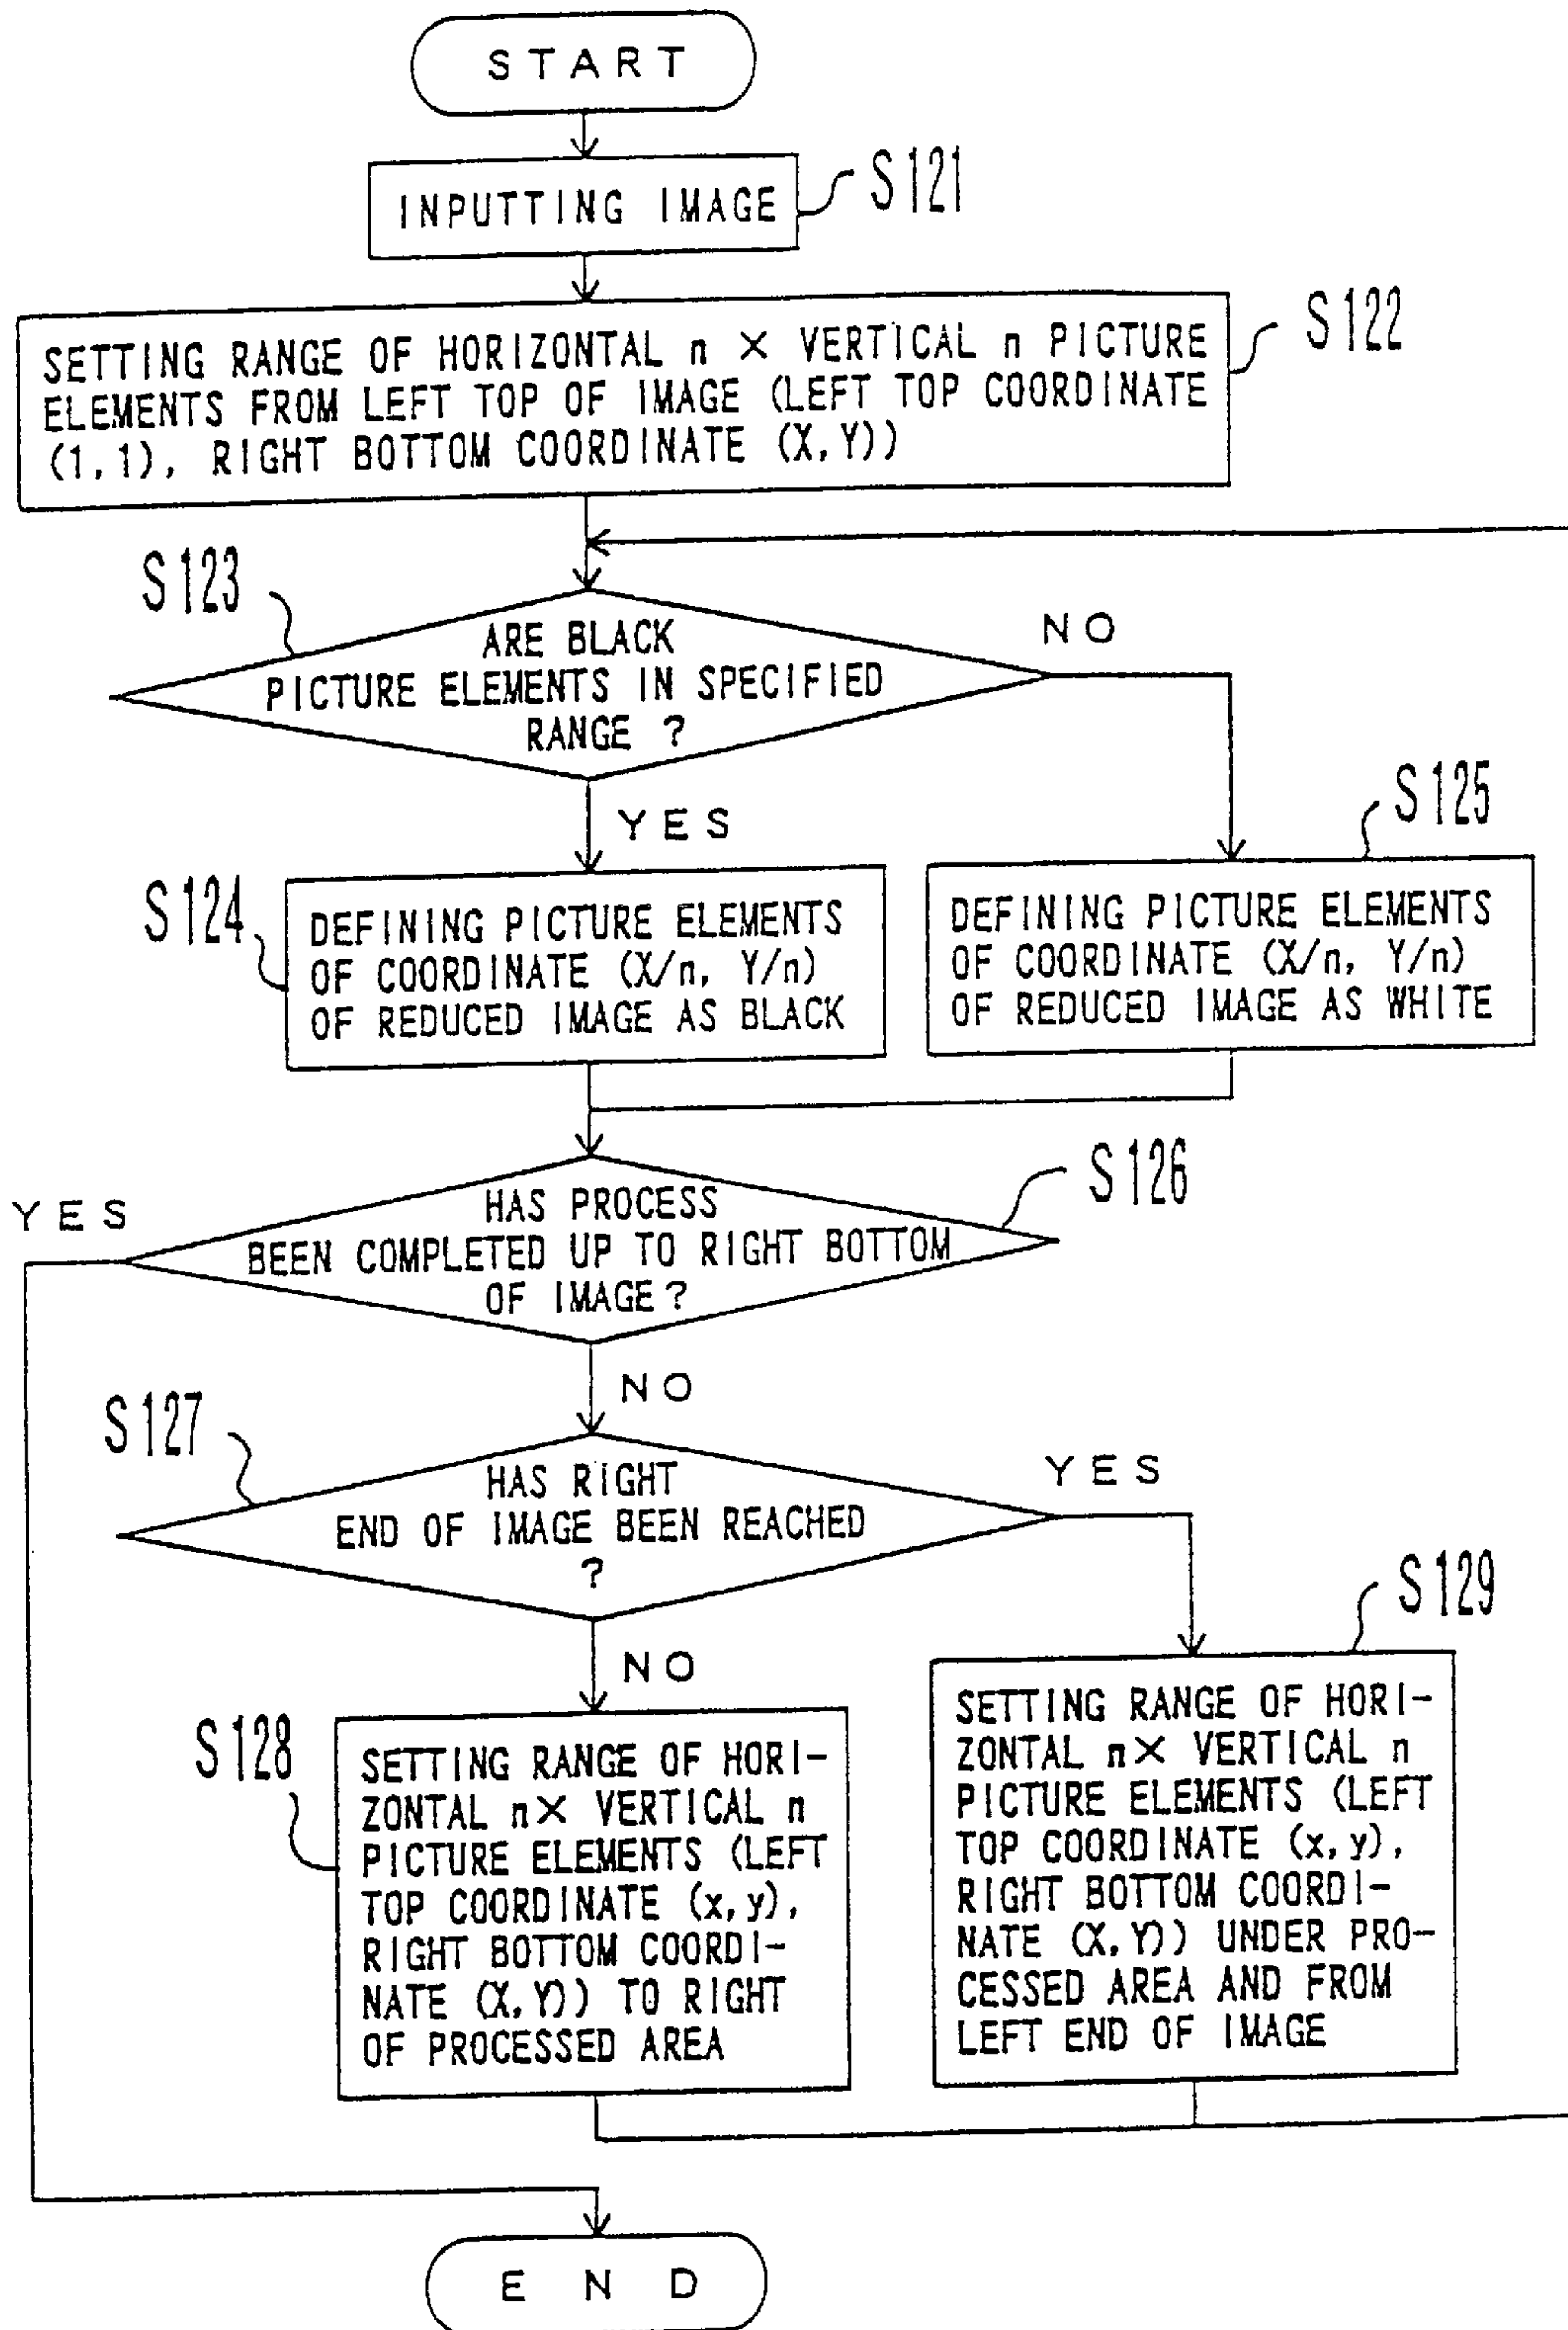 START
INPUTTING IMAGE
S121
SETTING RANGE OF HORIZONTAL n × VERTICAL n PICTURE
ELEMENTS FROM LEFT TOP OF IMAGE (LEFT TOP COORDINATE
(1,1), RIGHT BOTTOM COORDINATE (X,Y))
S122
S123
ARE BLACK
PICTURE ELEMENTS IN SPECIFIED
RANGE ?
NO
YES
S124
DEFINING PICTURE ELEMENTS
OF COORDINATE (X/n, Y/n)
OF REDUCED IMAGE AS BLACK
S125
DEFINING PICTURE ELEMENTS
OF COORDINATE (X/n, Y/n)
OF REDUCED IMAGE AS WHITE
S126
YES
HAS PROCESS
BEEN COMPLETED UP TO RIGHT BOTTOM
OF IMAGE?
NO
S127
HAS RIGHT
END OF IMAGE BEEN REACHED
?
YES
NO
S128
SETTING RANGE OF HORI-
ZONTAL n× VERTICAL n
PICTURE ELEMENTS (LEFT
TOP COORDINATE (x,y),
RIGHT BOTTOM COORDI-
NATE (X,Y)) TO RIGHT
OF PROCESSED AREA
S129
SETTING RANGE OF HORI-
ZONTAL n× VERTICAL n
PICTURE ELEMENTS (LEFT
TOP COORDINATE (x,y),
RIGHT BOTTOM COORDI-
NATE (X,Y)) UNDER PRO-
CESSED AREA AND FROM
LEFT END OF IMAGE
END